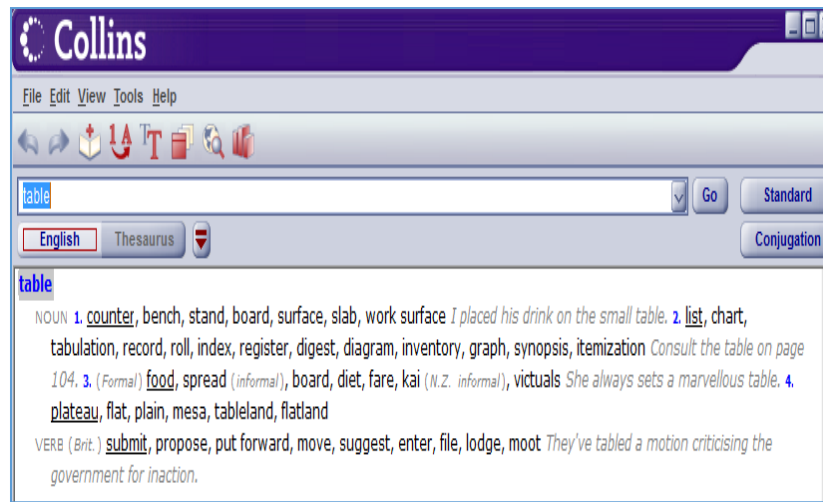 Collins
File Edit View Tools Help
table
Go
Standard
English
Thesaurus
Conjugation
table
NOUN 1. counter, bench, stand, board, surface, slab, work surface I placed his drink on the small table. 2. list, chart,
tabulation, record, roll, index, register, digest, diagram, inventory, graph, synopsis, itemization Consult the table on page
104. 3. (Formal) food, spread (informal), board, diet, fare, kai (N.Z. informal), victuals She always sets a marvellous table. 4.
plateau, flat, plain, mesa, tableland, flatland
VERB (Brit.) submit, propose, put forward, move, suggest, enter, file, lodge, moot They've tabled a motion criticising the
government for inaction.